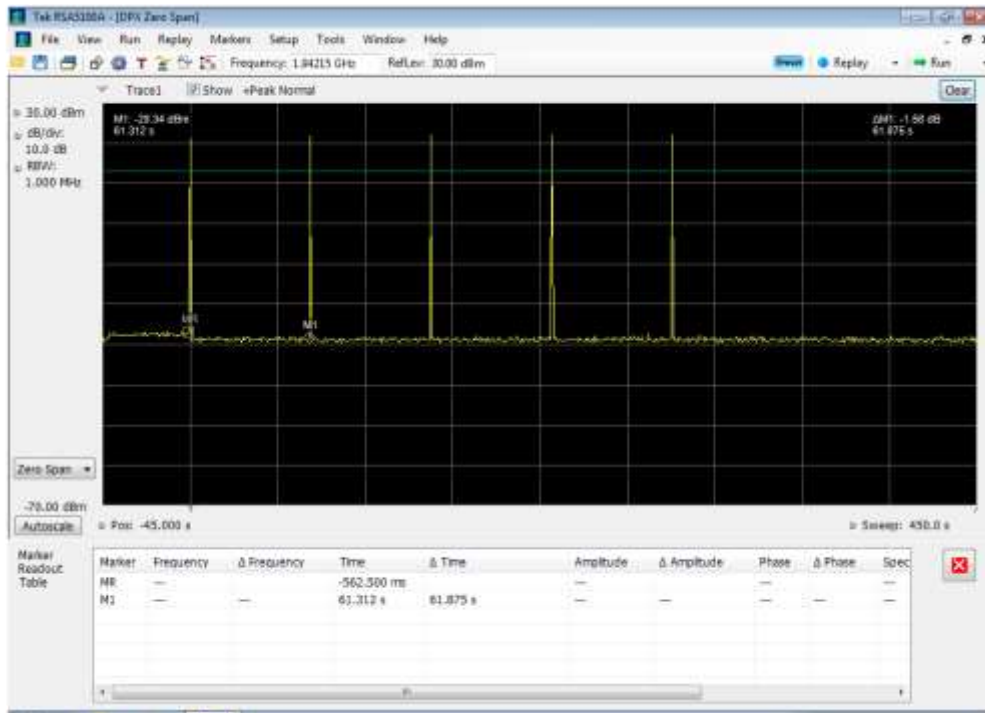 Tek RSA5100A - [DPX Zero Span]
File View Run Replay Markers Setup Tools Window Help
Frequency: 1.94215 GHz RefLev: 30.00 dBm Preset Replay Run
Trace1 Show +Peak Normal Clear
30.00 dBm
dB/div:
10.0 dB
RBW:
1.000 MHz
M1: -29.34 dBm
61.312 s
ΔM1: -1.56 dB
61.875 s
MR
M1
Zero Span
-70.00 dBm
Autoscale Pos: -45.000 s Sweep: 450.0 s
Marker Readout Table
Marker Frequency Δ Frequency Time Δ Time Amplitude Δ Amplitude Phase Δ Phase Spec
MR --- -562.500 ms --- --- ---
M1 --- --- 61.312 s 61.875 s --- --- --- --- ---